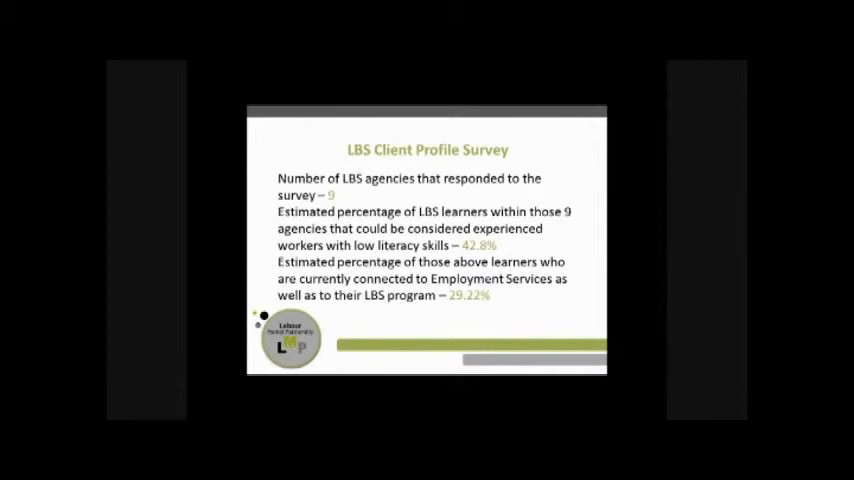 LBS Client Profile Survey
Number of LBS agencies that responded to the
survey – 9
Estimated percentage of LBS learners within those 9
agencies that could be considered experienced
workers with low literacy skills – 42.8%
Estimated percentage of those above learners who
are currently connected to Employment Services as
well as to their LBS program – 29.22%
Labour
Market Partnership
LMP